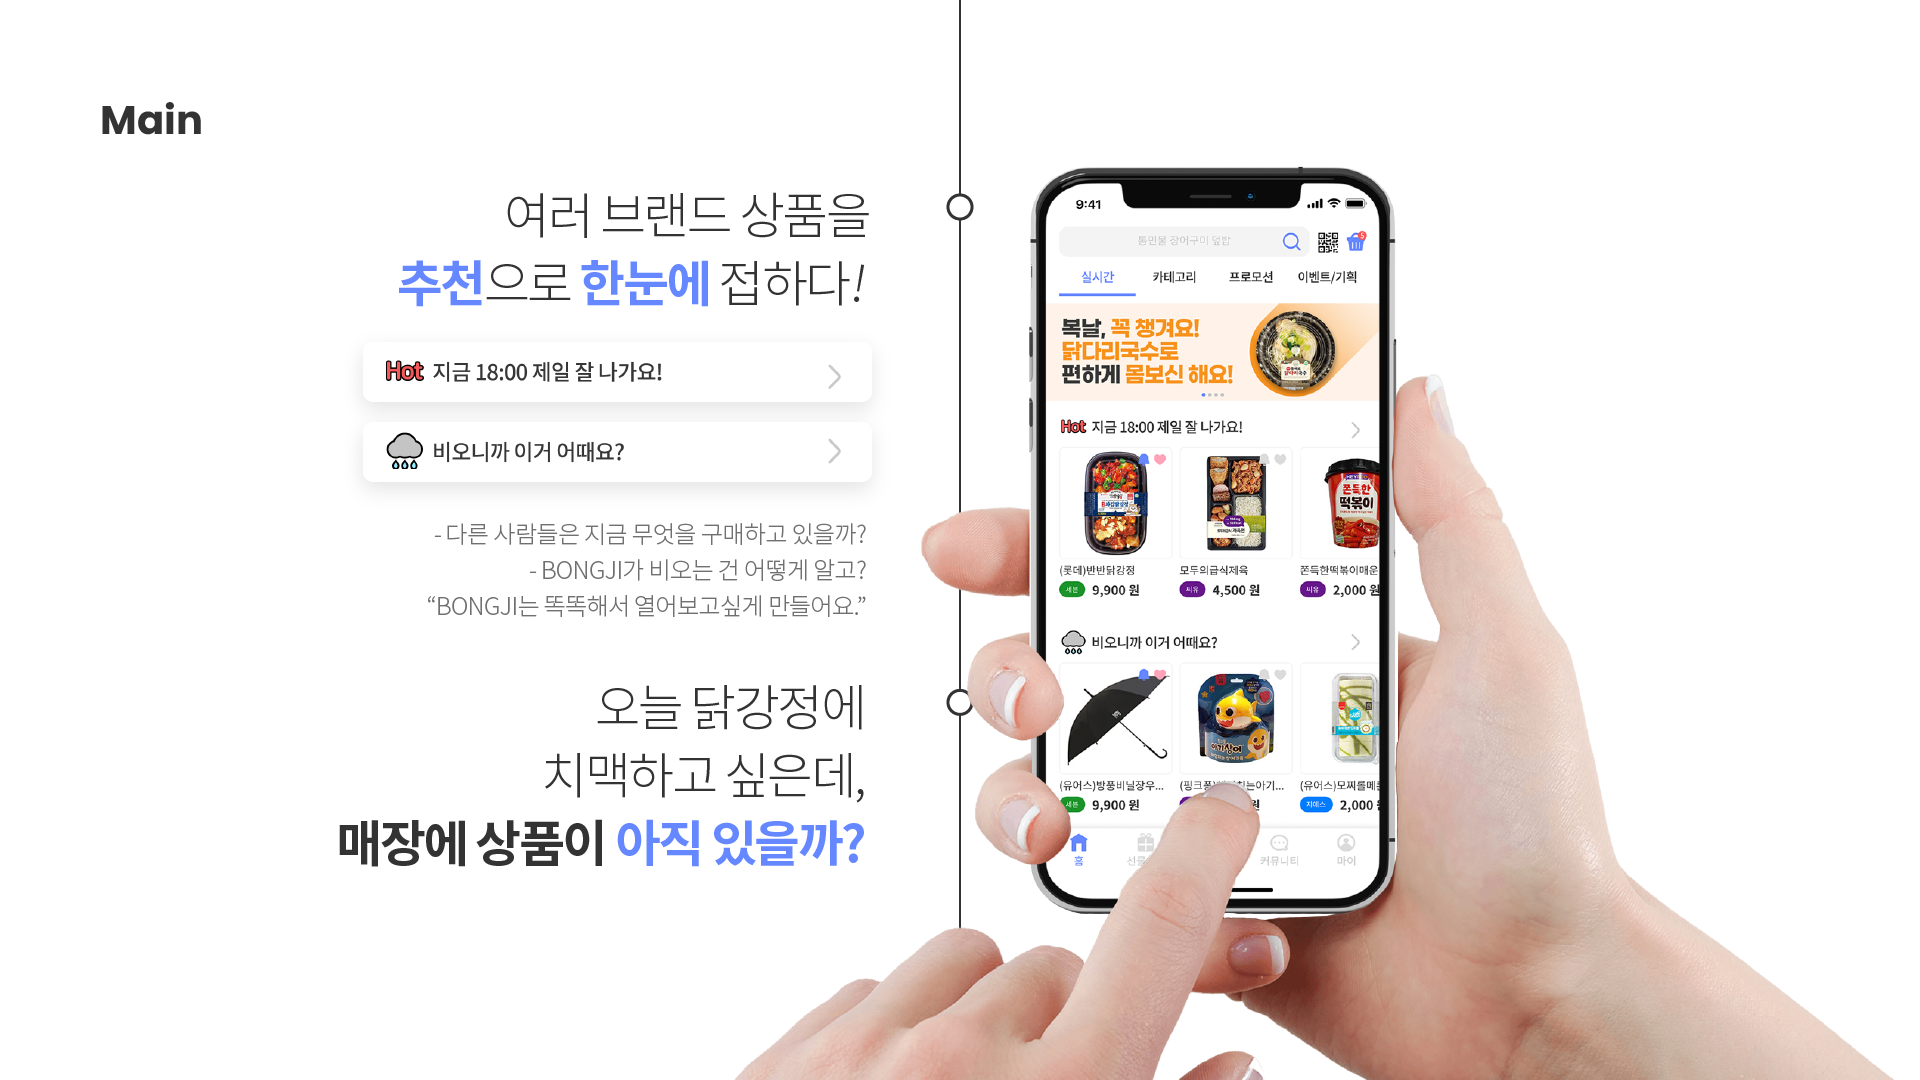 Main
여러 브랜드 상품을
추천으로 한눈에 접하다!
Hot 지금 18:00 제일 잘 나가요!
비오니까 이거 어때요?
- 다른 사람들은 지금 무엇을 구매하고 있을까?
- BONGJI가 비오는 건 어떻게 알고?
“BONGJI는 똑똑해서 열어보고싶게 만들어요.”
오늘 닭강정에
치맥하고 싶은데,
매장에 상품이 아직 있을까?
9:41
통민물 장어구이 덮밥
5
실시간 카테고리 프로모션 이벤트/기획
복날, 꼭 챙겨요!
닭다리국수로
편하게 몸보신 해요!
Hot 지금 18:00 제일 잘 나가요!
쫀득한
떡볶이
(롯데)반반닭강정 모두의급식제육 쫀득한떡볶이매운
세븐 9,900 원 씨유 4,500 원 씨유 2,000 원
비오니까 이거 어때요?
아기상어
(유어스)방풍비닐장우... (핑크퐁) 는아기... (유어스)모찌롤메론
세븐 9,900 원 원 지에스 2,000
홈 선물 커뮤니티 마이